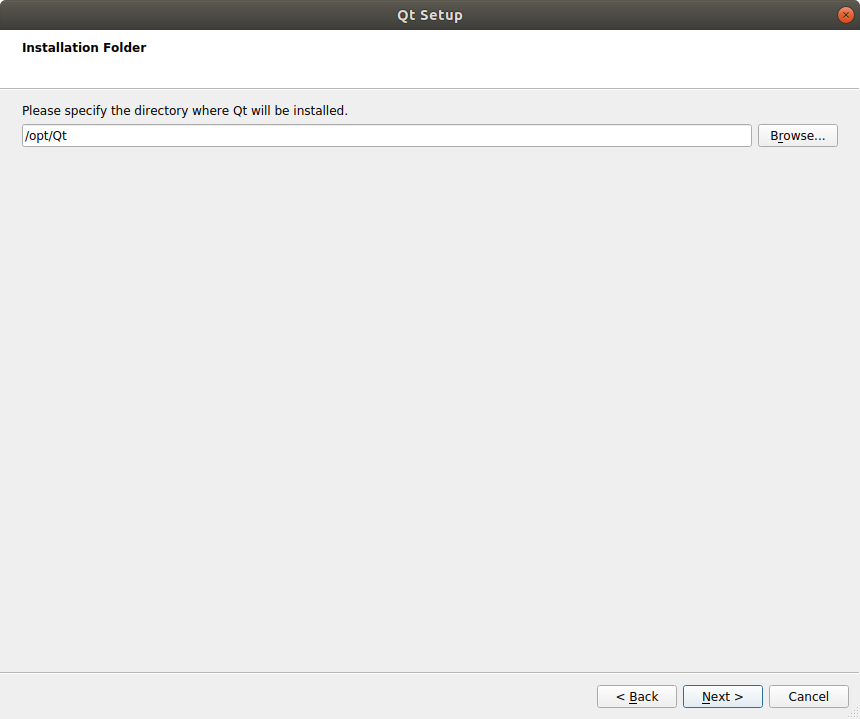 Qt Setup
Installation Folder
Please specify the directory where Qt will be installed.
/opt/Qt
Browse...
< Back
Next >
Cancel